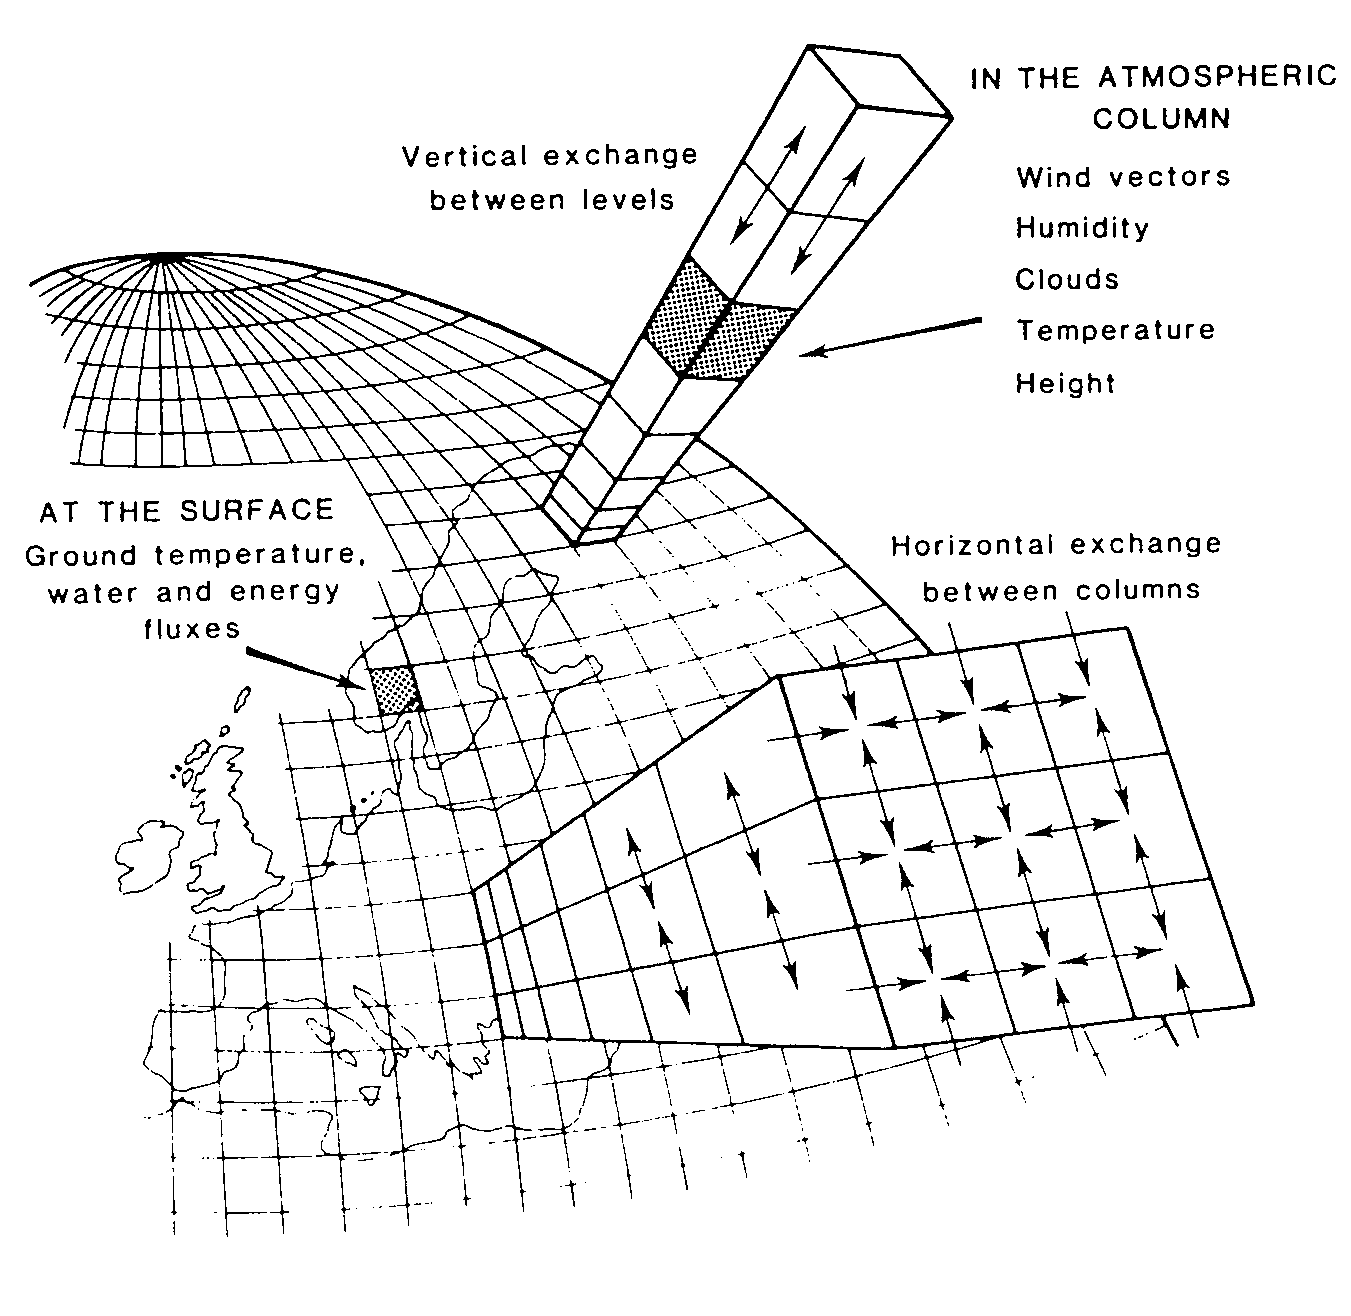 IN THE ATMOSPHERIC
COLUMN
Wind vectors
Humidity
Clouds
Temperature
Height
Vertical exchange
between levels
AT THE SURFACE
Ground temperature,
water and energy
fluxes
Horizontal exchange
between columns